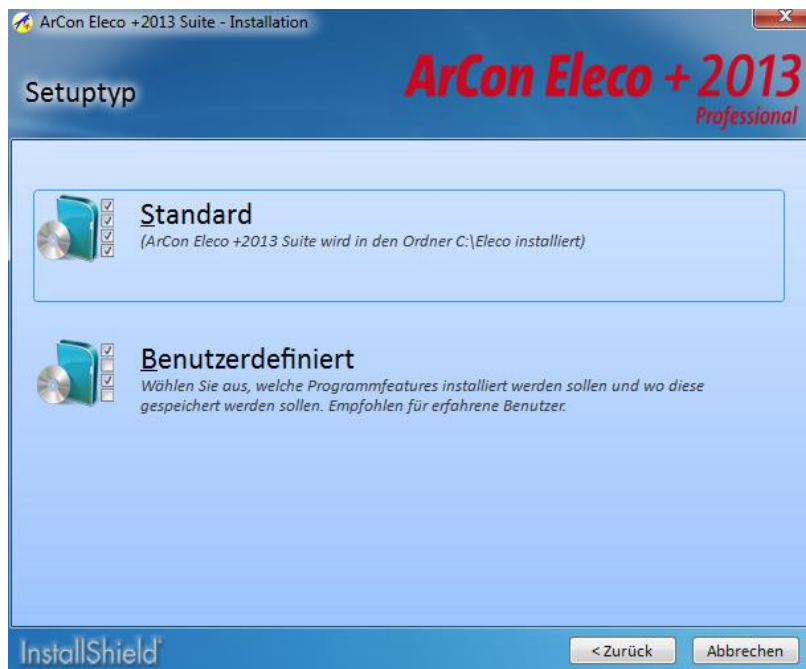 ArCon Eleco +2013 Suite - Installation
Setuptyp
ArCon Eleco + 2013
Professional
Standard
(ArCon Eleco +2013 Suite wird in den Ordner C:\Eleco installiert)
Benutzerdefiniert
Wählen Sie aus, welche Programmfeatures installiert werden sollen und wo diese
gespeichert werden sollen. Empfohlen für erfahrene Benutzer.
InstallShield
< Zurück
Abbrechen